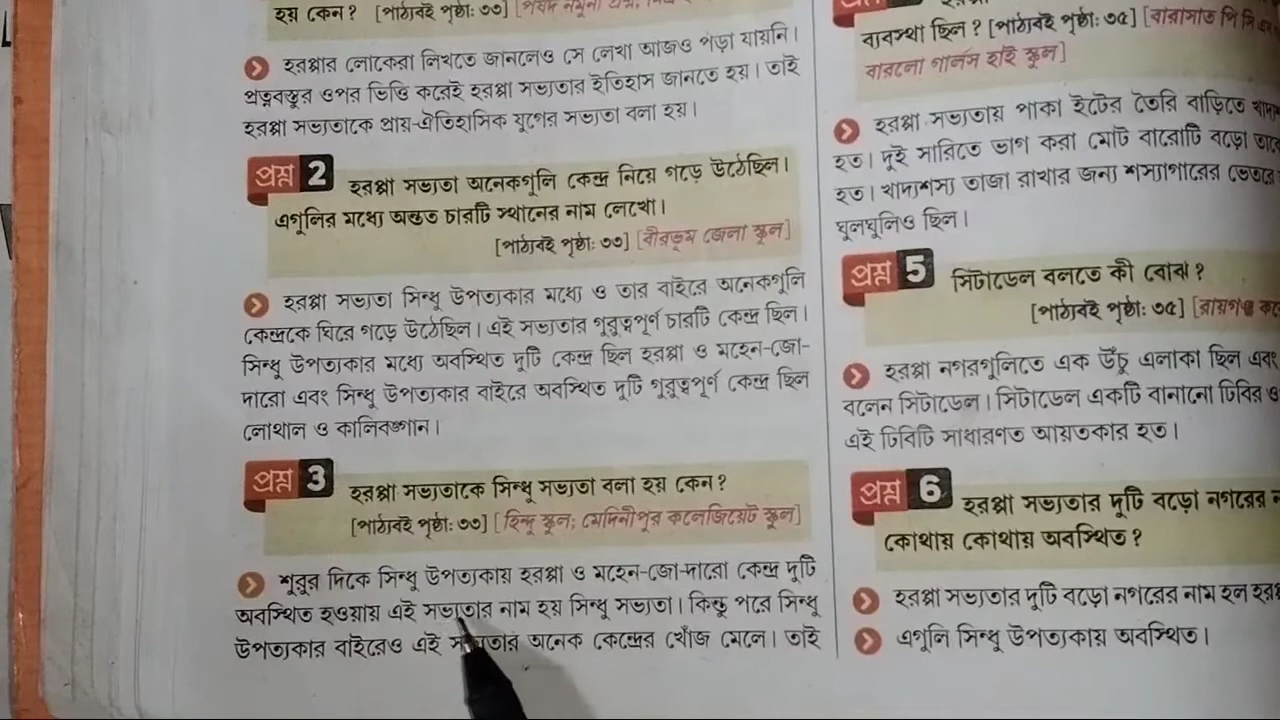 হয় কেন? [পাঠ্যবই পৃষ্ঠা: ৩৩]
হরপ্পার লোকেরা লিখতে জানলেও সে লেখা আজও পড়া যায়নি।
প্রত্নবস্তুর ওপর ভিত্তি করেই হরপ্পা সভ্যতার ইতিহাস জানতে হয়। তাই
হরপ্পা সভ্যতাকে প্রায়-ঐতিহাসিক যুগের সভ্যতা বলা হয়।
প্রশ্ন 2 হরপ্পা সভ্যতা অনেকগুলি কেন্দ্র নিয়ে গড়ে উঠেছিল।
এগুলির মধ্যে অন্তত চারটি স্থানের নাম লেখো।
[পাঠ্যবই পৃষ্ঠা: ৩৩] [বীরভূম জেলা স্কুল]
হরপ্পা সভ্যতা সিন্ধু উপত্যকার মধ্যে ও তার বাইরে অনেকগুলি
কেন্দ্রকে ঘিরে গড়ে উঠেছিল। এই সভ্যতার গুরুত্বপূর্ণ চারটি কেন্দ্র ছিল।
সিন্ধু উপত্যকার মধ্যে অবস্থিত দুটি কেন্দ্র ছিল হরপ্পা ও মহেন-জো-
দারো এবং সিন্ধু উপত্যকার বাইরে অবস্থিত দুটি গুরুত্বপূর্ণ কেন্দ্র ছিল
লোথাল ও কালিবঙ্গান।
প্রশ্ন 3 হরপ্পা সভ্যতাকে সিন্ধু সভ্যতা বলা হয় কেন?
[পাঠ্যবই পৃষ্ঠা: ৩৩] [হিন্দু স্কুল; মেদিনীপুর কলেজিয়েট স্কুল]
শুরুর দিকে সিন্ধু উপত্যকায় হরপ্পা ও মহেন-জো-দারো কেন্দ্র দুটি
অবস্থিত হওয়ায় এই সভ্যতার নাম হয় সিন্ধু সভ্যতা। কিন্তু পরে সিন্ধু
উপত্যকার বাইরেও এই সভ্যতার অনেক কেন্দ্রের খোঁজ মেলে। তাই
ব্যবস্থা ছিল? [পাঠ্যবই পৃষ্ঠা: ৩৫] [বারাসাত পি সি
গার্লস হাই স্কুল]
হরপ্পা সভ্যতায় পাকা ইটের তৈরি বাড়িতে
হত। দুই সারিতে ভাগ করা মোট বারোটি বড়ো
হত। খাদ্যশস্য তাজা রাখার জন্য শস্যাগারের ভেতরে
ঘুলঘুলিও ছিল।
প্রশ্ন 5 সিটাডেল বলতে কী বোঝ?
[পাঠ্যবই পৃষ্ঠা: ৩৫] [রায়গঞ্জ
হরপ্পা নগরগুলিতে এক উঁচু এলাকা ছিল
বলেন সিটাডেল। সিটাডেল একটি বানানো ঢিবির
এই ঢিবিটি সাধারণত আয়তকার হত।
প্রশ্ন 6 হরপ্পা সভ্যতার দুটি বড়ো নগরের
কোথায় কোথায় অবস্থিত?
হরপ্পা সভ্যতার দুটি বড়ো নগরের নাম হল
এগুলি সিন্ধু উপত্যকায় অবস্থিত।